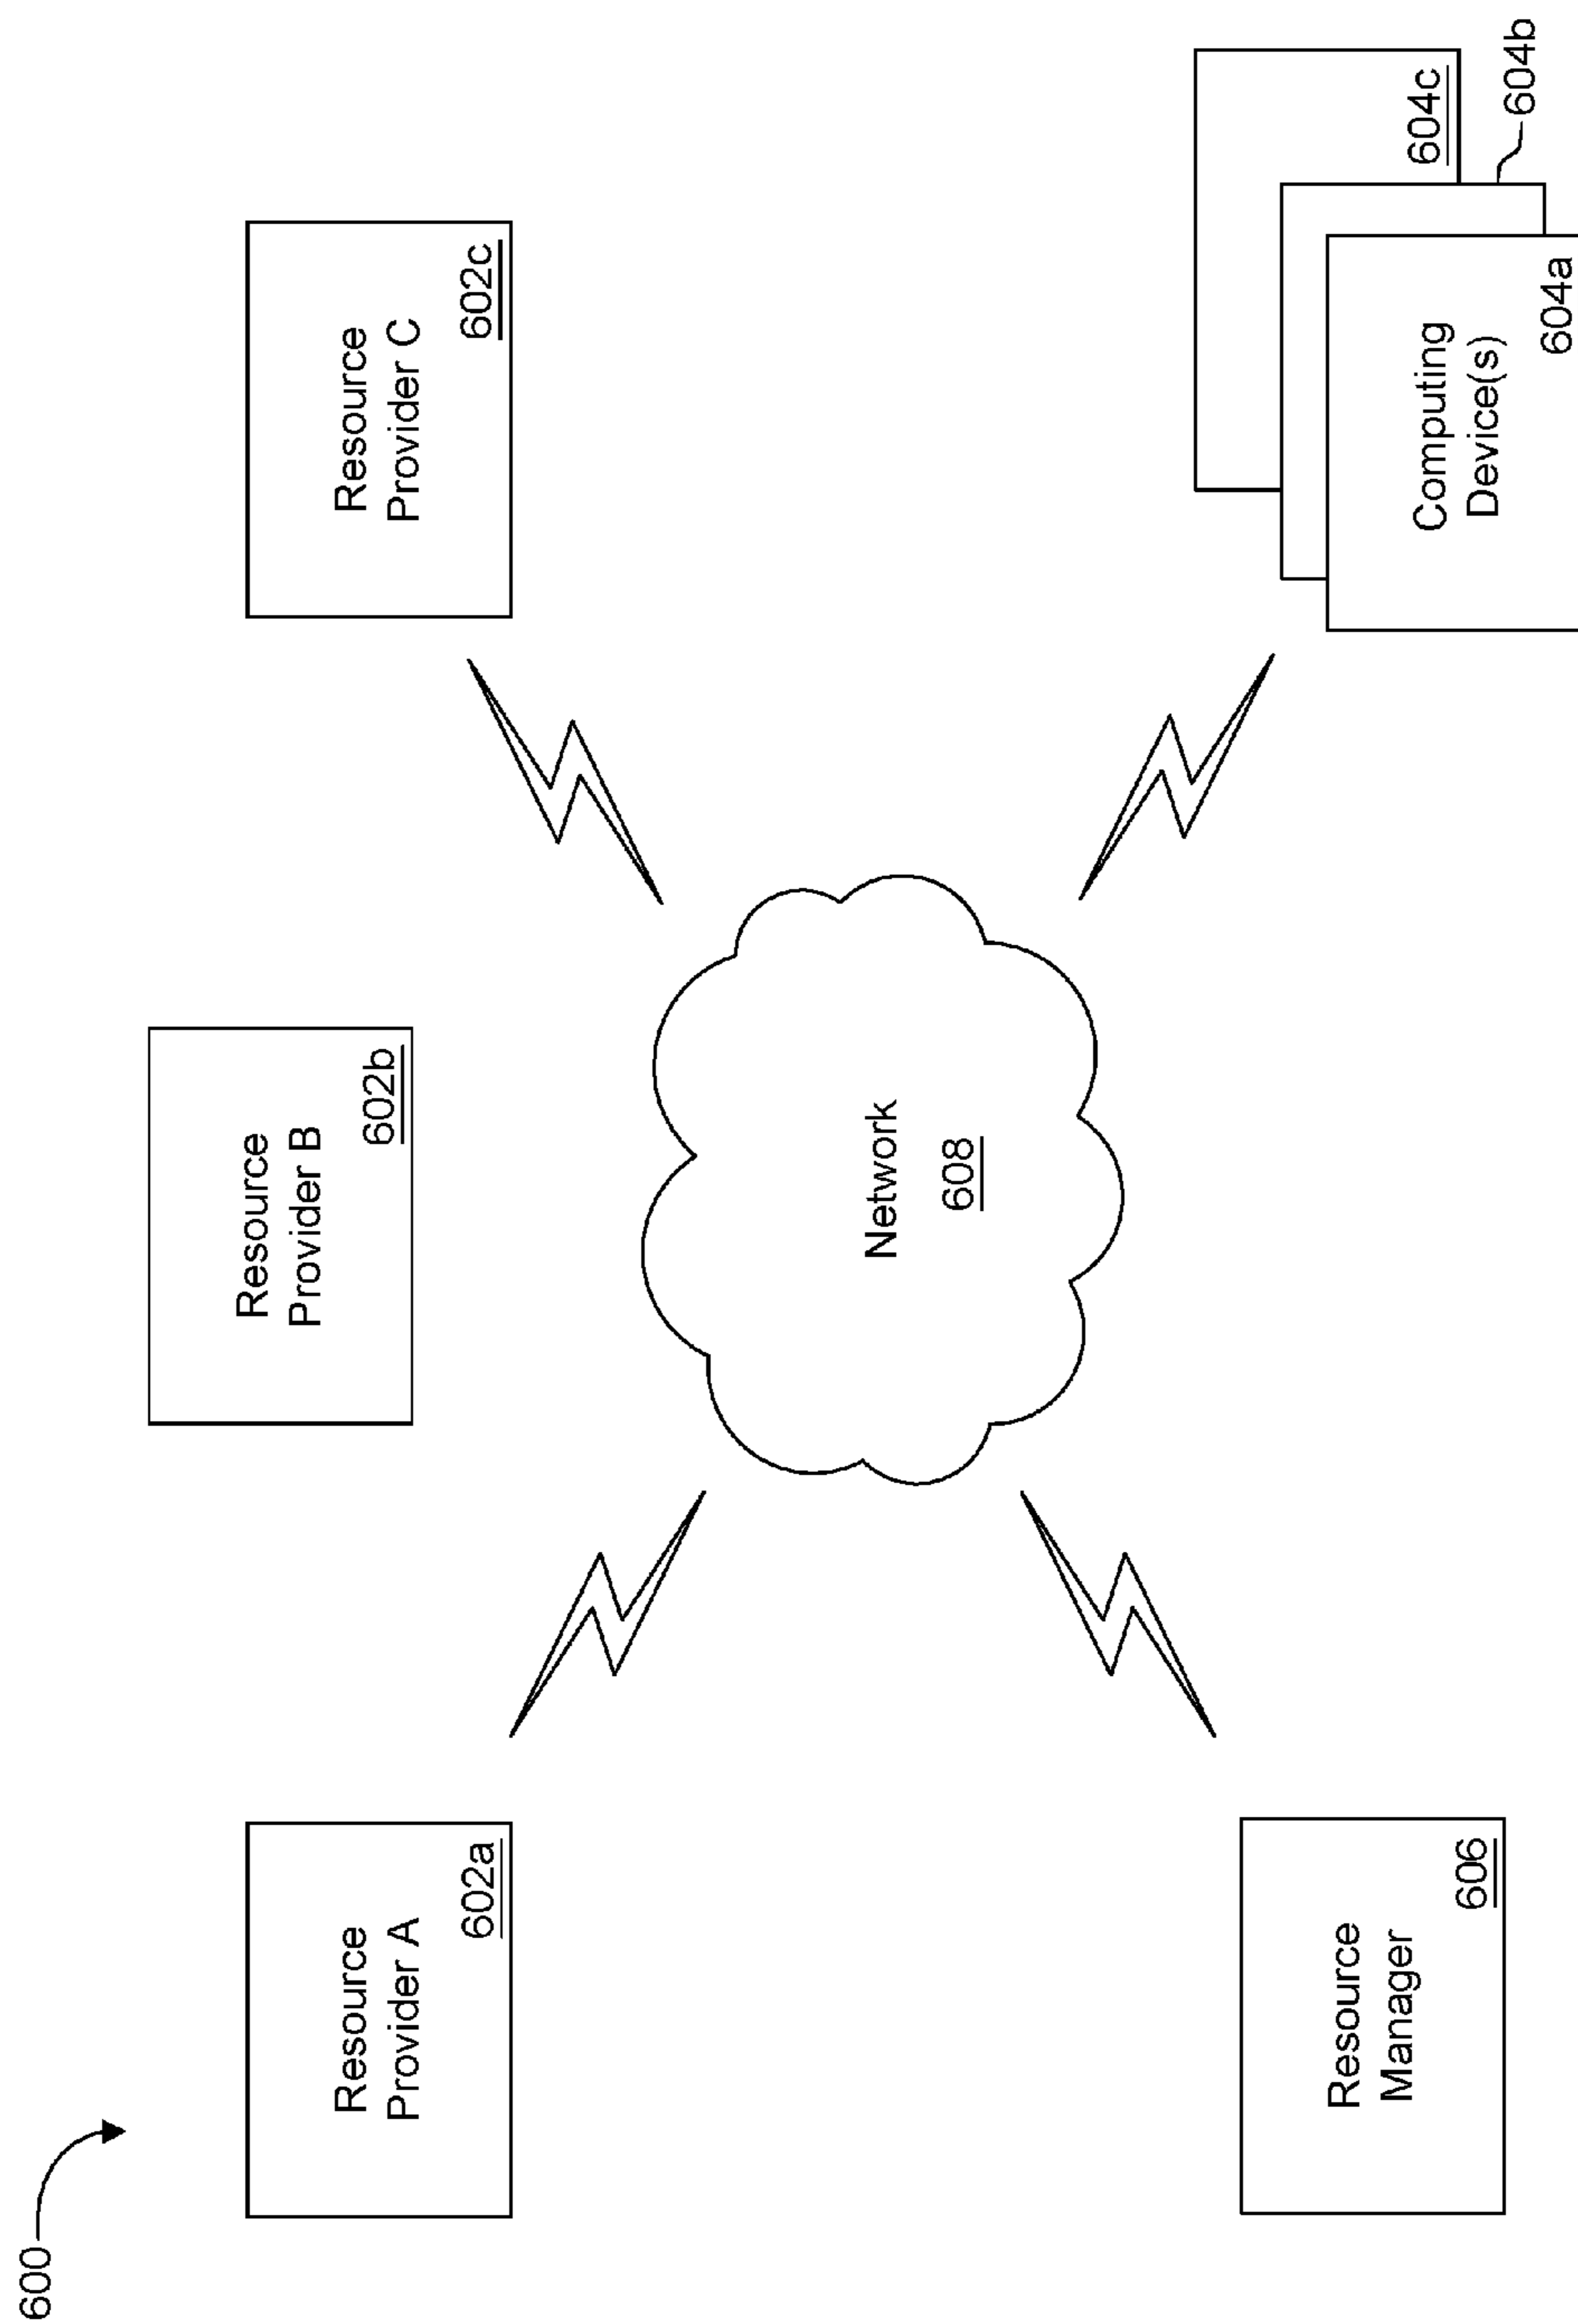 600
Resource
Provider A
602a
Resource
Provider B
602b
Resource
Provider C
602c
Network
608
Resource
Manager
606
Computing
Device(s)
604a
604b
604c